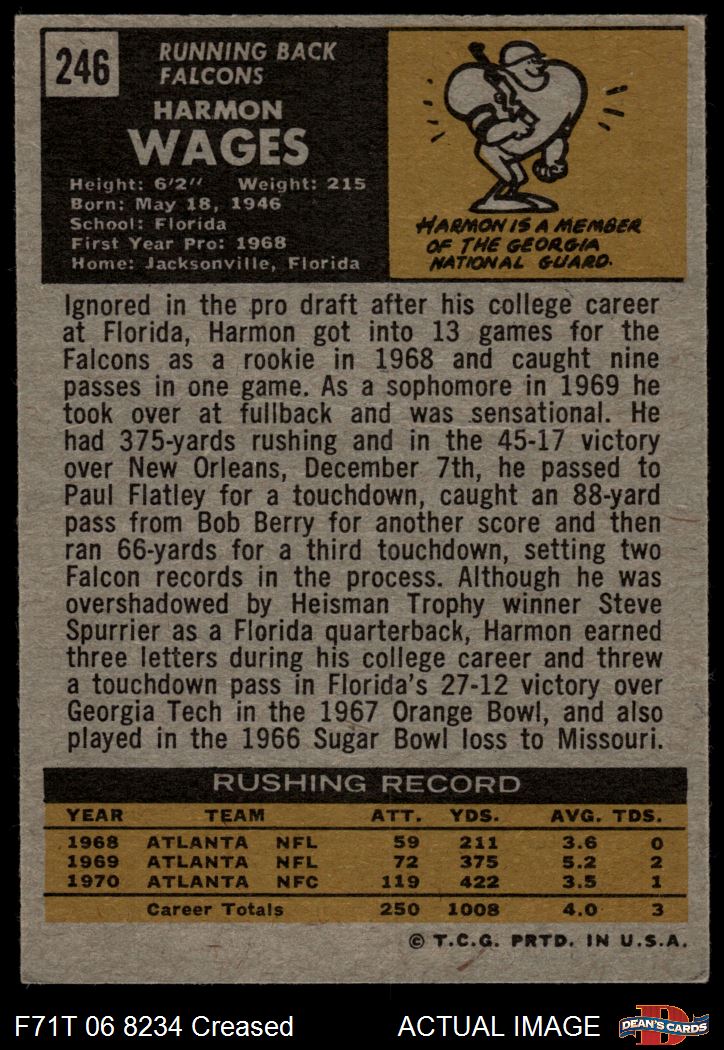 246
RUNNING BACK
FALCONS
HARMON
WAGES
Height: 6'2" Weight: 215
Born: May 18, 1946
School: Florida
First Year Pro: 1968
Home: Jacksonville, Florida
HARMON IS A MEMBER
OF THE GEORGIA
NATIONAL GUARD.
Ignored in the pro draft after his college career
at Florida, Harmon got into 13 games for the
Falcons as a rookie in 1968 and caught nine
passes in one game. As a sophomore in 1969 he
took over at fullback and was sensational. He
had 375-yards rushing and in the 45-17 victory
over New Orleans, December 7th, he passed to
Paul Flatley for a touchdown, caught an 88-yard
pass from Bob Berry for another score and then
ran 66-yards for a third touchdown, setting two
Falcon records in the process. Although he was
overshadowed by Heisman Trophy winner Steve
Spurrier as a Florida quarterback, Harmon earned
three letters during his college career and threw
a touchdown pass in Florida's 27-12 victory over
Georgia Tech in the 1967 Orange Bowl, and also
played in the 1966 Sugar Bowl loss to Missouri.
RUSHING RECORD
YEAR TEAM ATT. YDS. AVG. TDS.
1968 ATLANTA NFL 59 211 3.6 0
1969 ATLANTA NFL 72 375 5.2 2
1970 ATLANTA NFC 119 422 3.5 1
Career Totals 250 1008 4.0 3
© T.C.G. PRTD. IN U.S.A.
F71T 06 8234 Creased ACTUAL IMAGE
D
DEAN'S CARDS